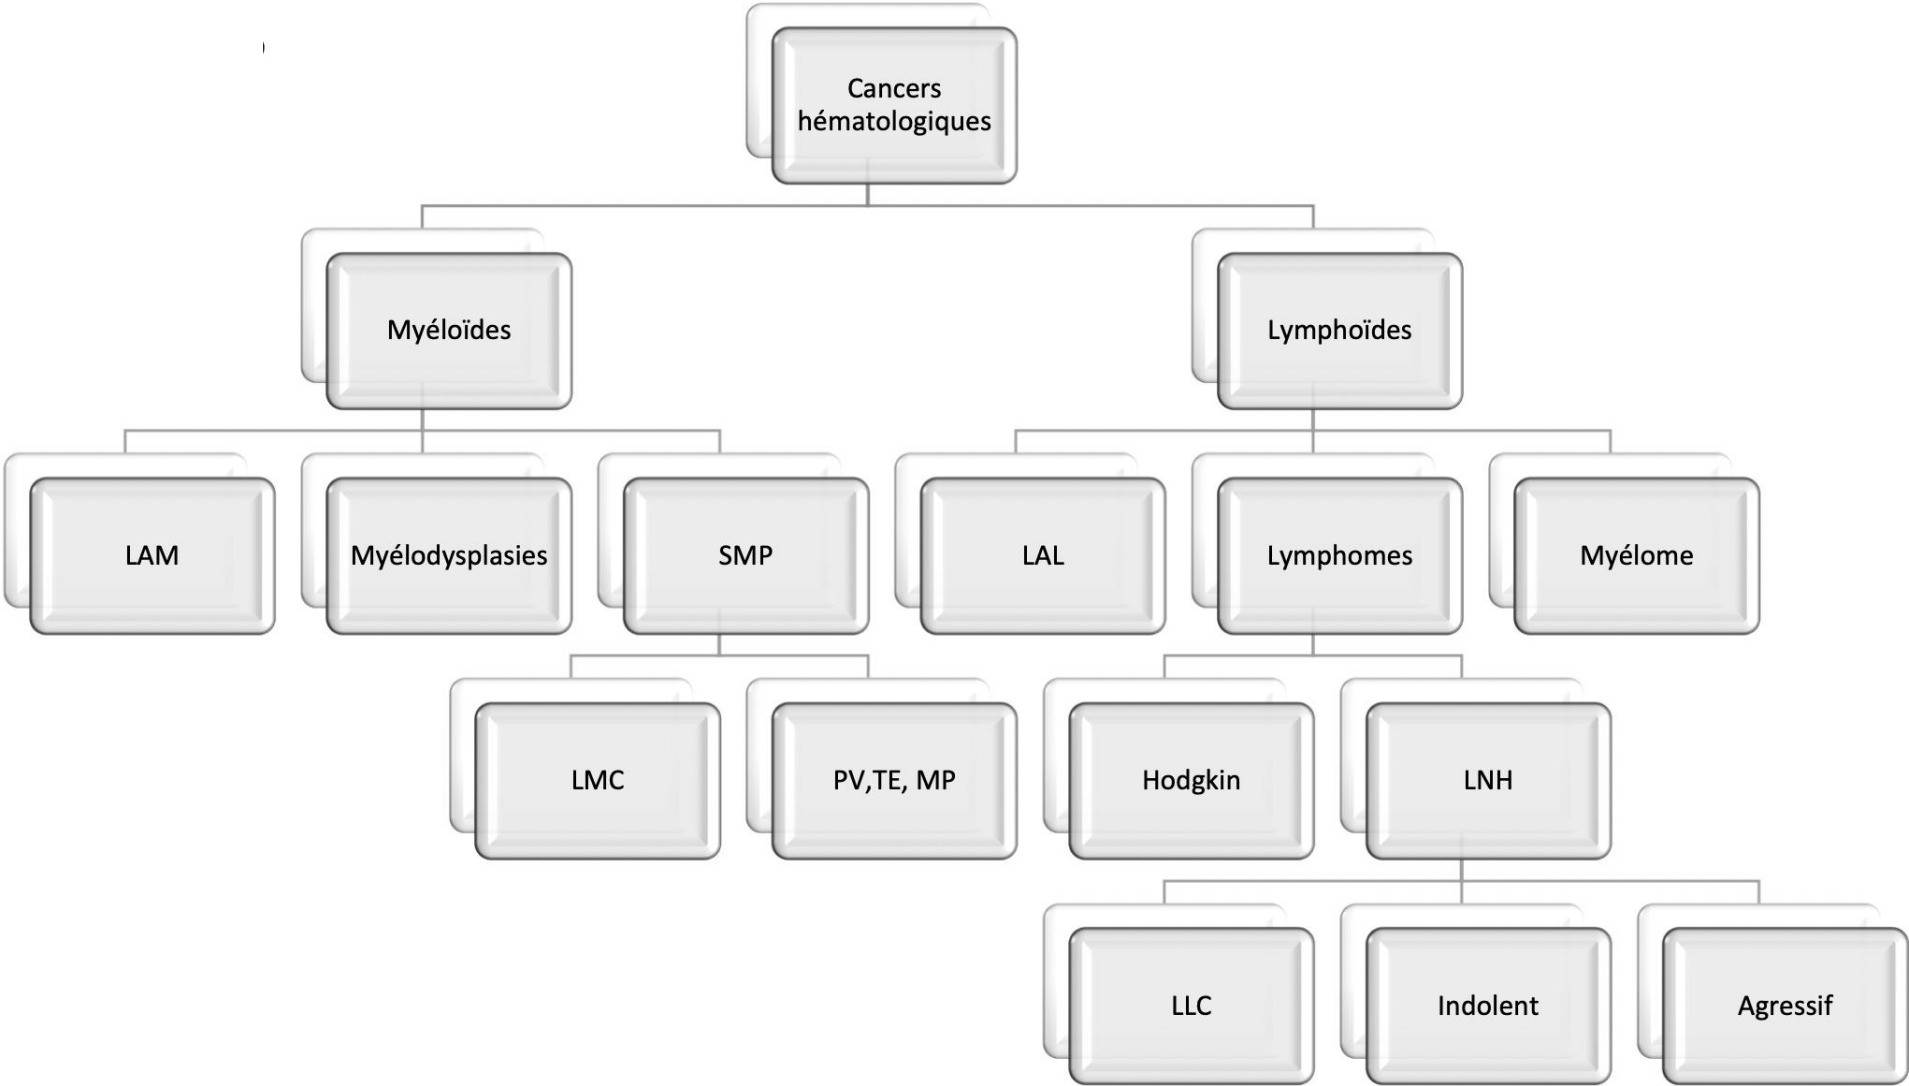 Cancers
hématologiques
Myéloïdes
Lymphoïdes
LAM
Myélodysplasies
SMP
LAL
Lymphomes
Myélome
LMC
PV,TE, MP
Hodgkin
LNH
LLC
Indolent
Agressif